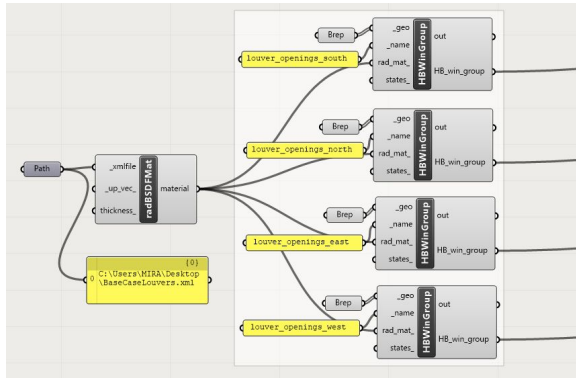 Brep
_geo
out
louver_openings_south
_name
HBWinGroup
rad_mat_
HB_win_group
states_
Brep
_geo
out
louver_openings_north
_name
HBWinGroup
rad_mat_
HB_win_group
states_
Path
_xmlfile
_up_vec_
radBSDFMat
material
thickness_
Brep
_geo
out
louver_openings_east
_name
HBWinGroup
rad_mat_
HB_win_group
states_
{0}
0 C:\Users\MIRA\Desktop
\BaseCaseLouvers.xml
Brep
_geo
out
louver_openings_west
_name
HBWinGroup
rad_mat_
HB_win_group
states_